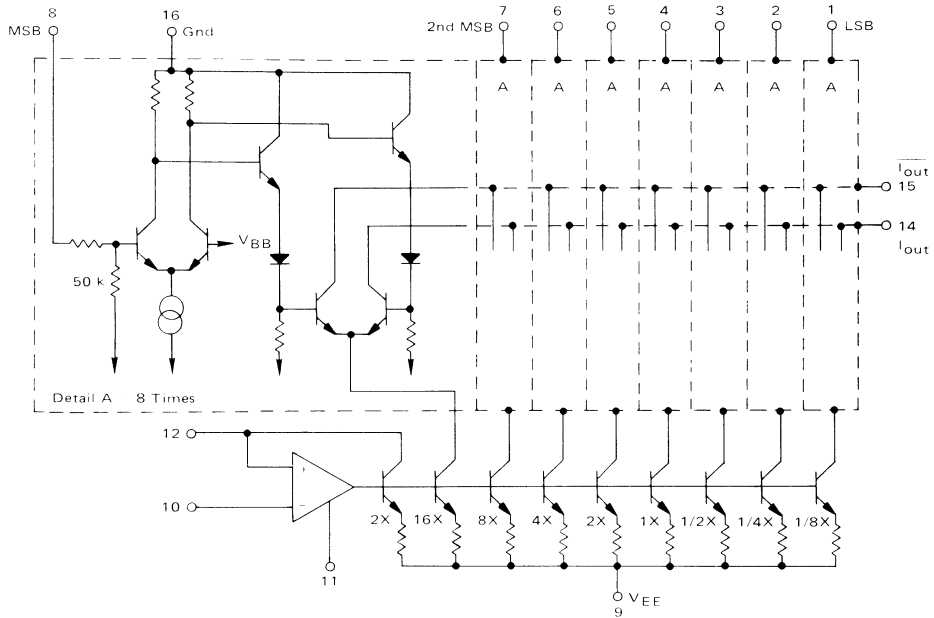 8 16 7 6 5 4 3 2 1
MSB Gnd 2nd MSB LSB
A A A A A A A
I̅out
15
14
Iout
VBB
50 k
Detail A 8 Times
12
+
−
10
2X 16X 8X 4X 2X 1X 1/2X 1/4X 1/8X
11
VEE
9